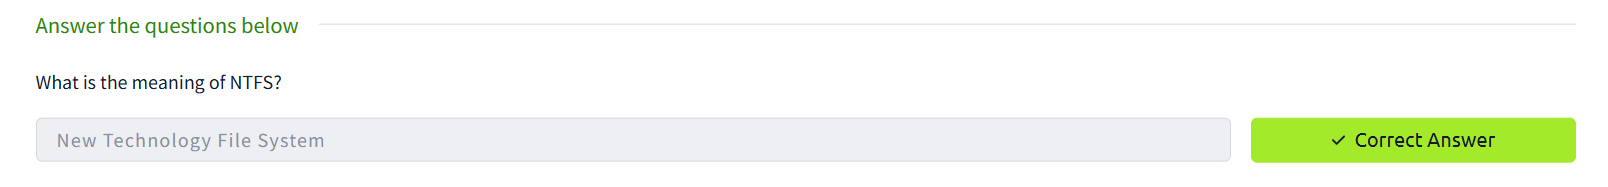 Answer the questions below
What is the meaning of NTFS?
New Technology File System
Correct Answer